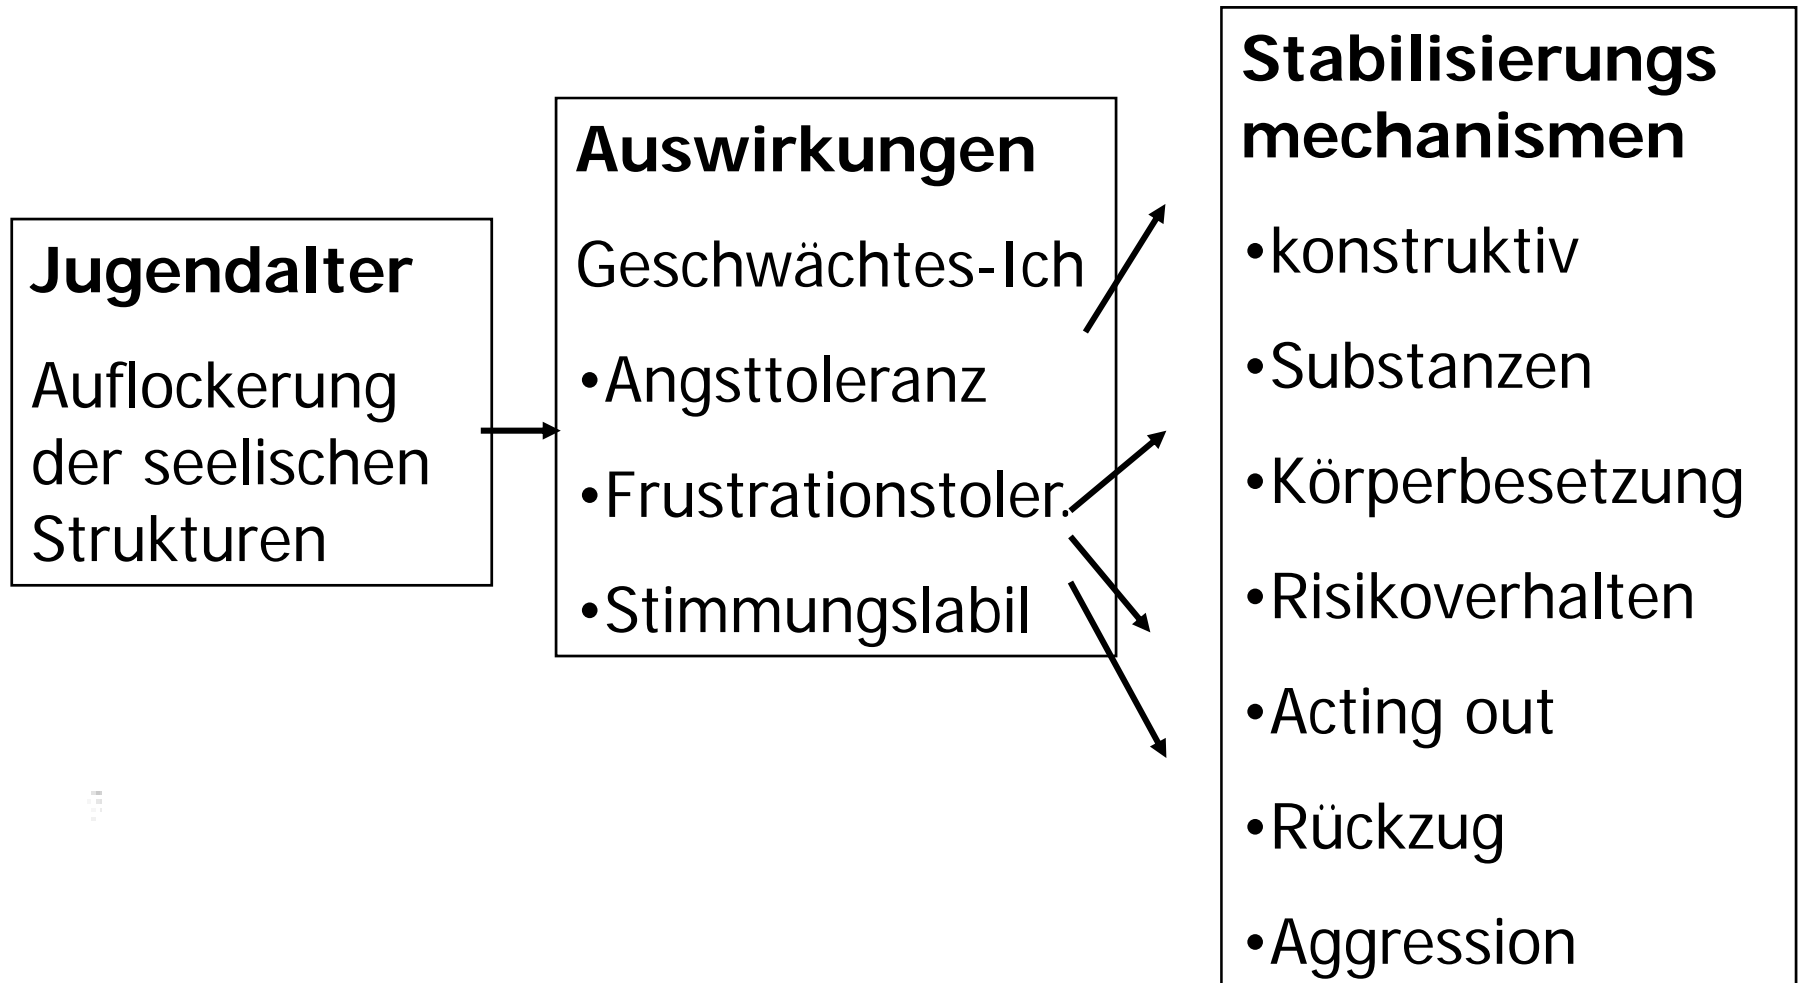 Jugendalter
Auflockerung
der seelischen
Strukturen
Auswirkungen
Geschwächtes-Ich
•Angsttoleranz
•Frustrationstoler.
•Stimmungslabil
Stabilisierungs
mechanismen
•konstruktiv
•Substanzen
•Körperbesetzung
•Risikoverhalten
•Acting out
•Rückzug
•Aggression